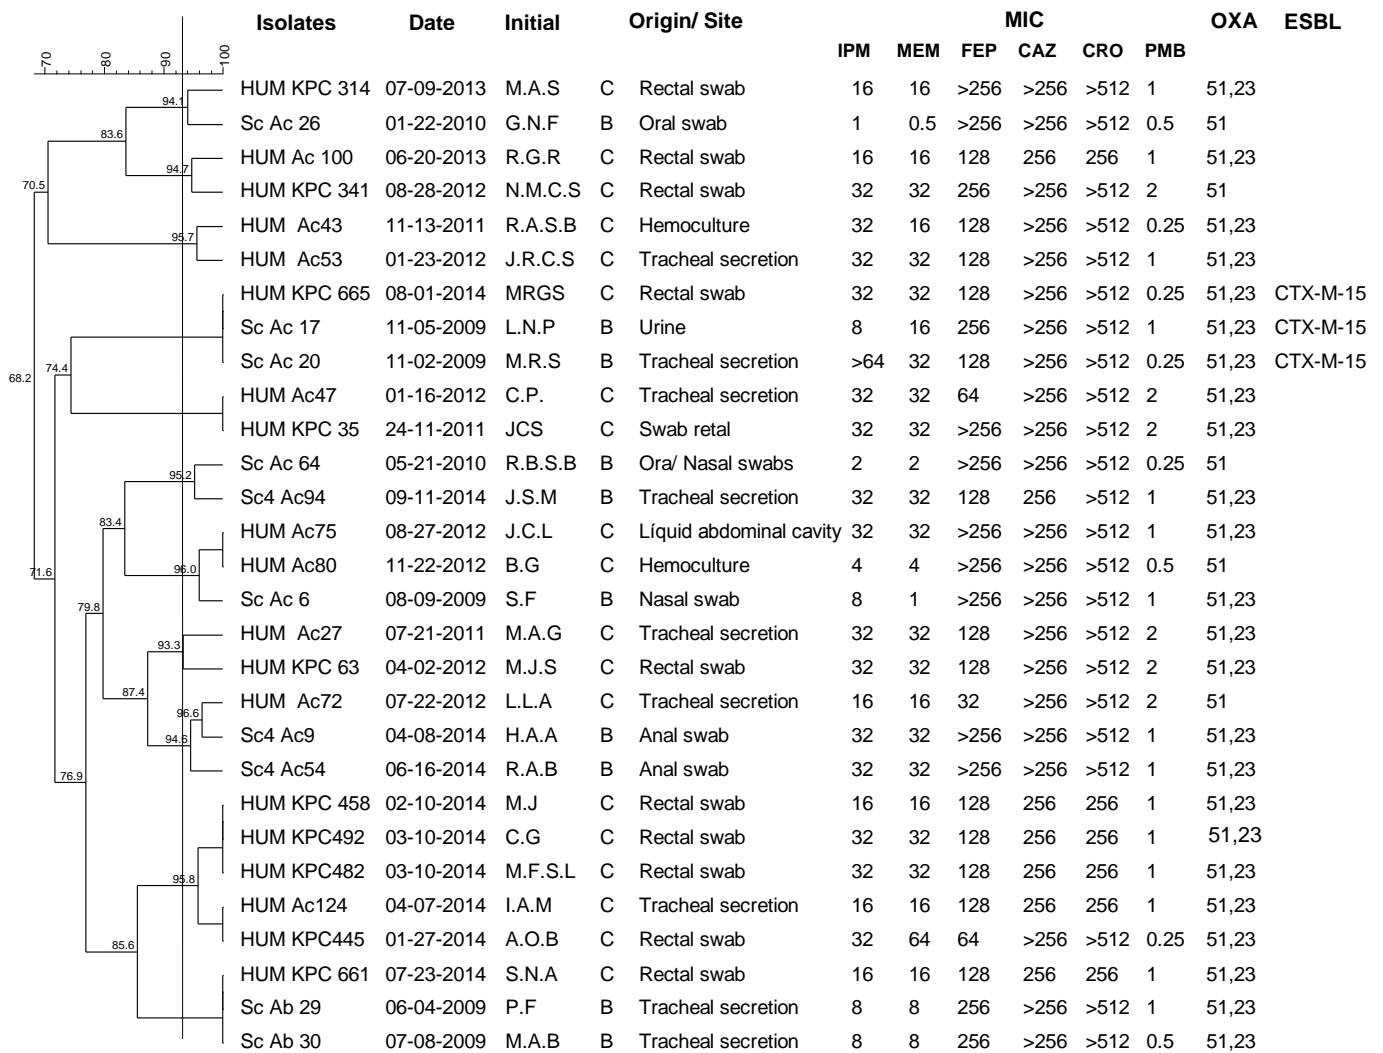 Isolates Date Initial Origin/ Site MIC OXA ESBL
IPM MEM FEP CAZ CRO PMB
70 80 90 100
HUM KPC 314 07-09-2013 M.A.S C Rectal swab 16 16 >256 >256 >512 1 51,23
94.1
Sc Ac 26 01-22-2010 G.N.F B Oral swab 1 0.5 >256 >256 >512 0.5 51
83.6
HUM Ac 100 06-20-2013 R.G.R C Rectal swab 16 16 128 256 256 1 51,23
94.7
70.5
HUM KPC 341 08-28-2012 N.M.C.S C Rectal swab 32 32 256 >256 >512 2 51
HUM Ac43 11-13-2011 R.A.S.B C Hemoculture 32 16 128 >256 >512 0.25 51,23
95.7
HUM Ac53 01-23-2012 J.R.C.S C Tracheal secretion 32 32 128 >256 >512 1 51,23
HUM KPC 665 08-01-2014 MRGS C Rectal swab 32 32 128 >256 >512 0.25 51,23 CTX-M-15
Sc Ac 17 11-05-2009 L.N.P B Urine 8 16 256 >256 >512 1 51,23 CTX-M-15
Sc Ac 20 11-02-2009 M.R.S B Tracheal secretion >64 32 128 >256 >512 0.25 51,23 CTX-M-15
74.4
68.2
HUM Ac47 01-16-2012 C.P. C Tracheal secretion 32 32 64 >256 >512 2 51,23
HUM KPC 35 24-11-2011 JCS C Swab retal 32 32 >256 >256 >512 2 51,23
Sc Ac 64 05-21-2010 R.B.S.B B Ora/ Nasal swabs 2 2 >256 >256 >512 0.25 51
95.2
Sc4 Ac94 09-11-2014 J.S.M B Tracheal secretion 32 32 128 256 >512 1 51,23
83.4
HUM Ac75 08-27-2012 J.C.L C Líquid abdominal cavity 32 32 >256 >256 >512 1 51,23
HUM Ac80 11-22-2012 B.G C Hemoculture 4 4 >256 >256 >512 0.5 51
71.6 96.0
Sc Ac 6 08-09-2009 S.F B Nasal swab 8 1 >256 >256 >512 1 51,23
79.8
HUM Ac27 07-21-2011 M.A.G C Tracheal secretion 32 32 128 >256 >512 2 51,23
93.3
HUM KPC 63 04-02-2012 M.J.S C Rectal swab 32 32 128 >256 >512 2 51,23
87.4
HUM Ac72 07-22-2012 L.L.A C Tracheal secretion 16 16 32 >256 >512 2 51
96.6
Sc4 Ac9 04-08-2014 H.A.A B Anal swab 32 32 >256 >256 >512 1 51,23
94.6
Sc4 Ac54 06-16-2014 R.A.B B Anal swab 32 32 >256 >256 >512 1 51,23
76.9
HUM KPC 458 02-10-2014 M.J C Rectal swab 16 16 128 256 256 1 51,23
HUM KPC492 03-10-2014 C.G C Rectal swab 32 32 128 256 256 1 51,23
HUM KPC482 03-10-2014 M.F.S.L C Rectal swab 32 32 128 256 256 1 51,23
95.8
HUM Ac124 04-07-2014 I.A.M C Tracheal secretion 16 16 128 256 256 1 51,23
HUM KPC445 01-27-2014 A.O.B C Rectal swab 32 64 64 >256 >512 0.25 51,23
85.6
HUM KPC 661 07-23-2014 S.N.A C Rectal swab 16 16 128 256 256 1 51,23
Sc Ab 29 06-04-2009 P.F B Tracheal secretion 8 8 256 >256 >512 1 51,23
Sc Ab 30 07-08-2009 M.A.B B Tracheal secretion 8 8 256 >256 >512 0.5 51,23